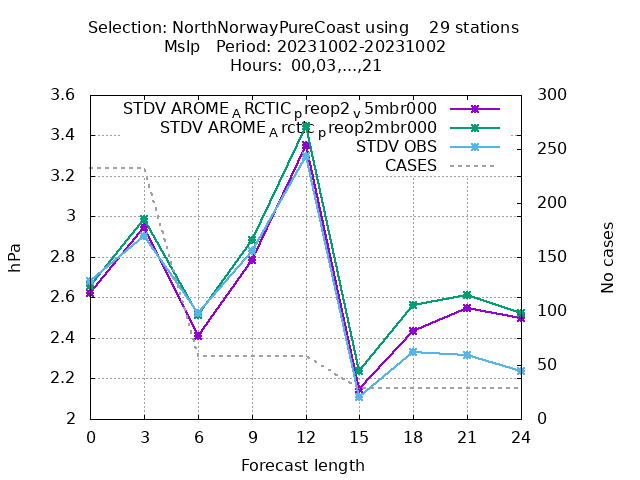 Selection: NorthNorwayPureCoast using    29 stations
Mslp   Period: 20231002-20231002
Hours:  00,03,...,21
STDV AROME_ARCTIC_preop2_v5mbr000
STDV AROME_Arctic_preop2mbr000
STDV OBS
CASES
3.6
3.4
3.2
3
2.8
2.6
2.4
2.2
2
hPa
300
250
200
150
100
50
0
No cases
0 3 6 9 12 15 18 21 24
Forecast length